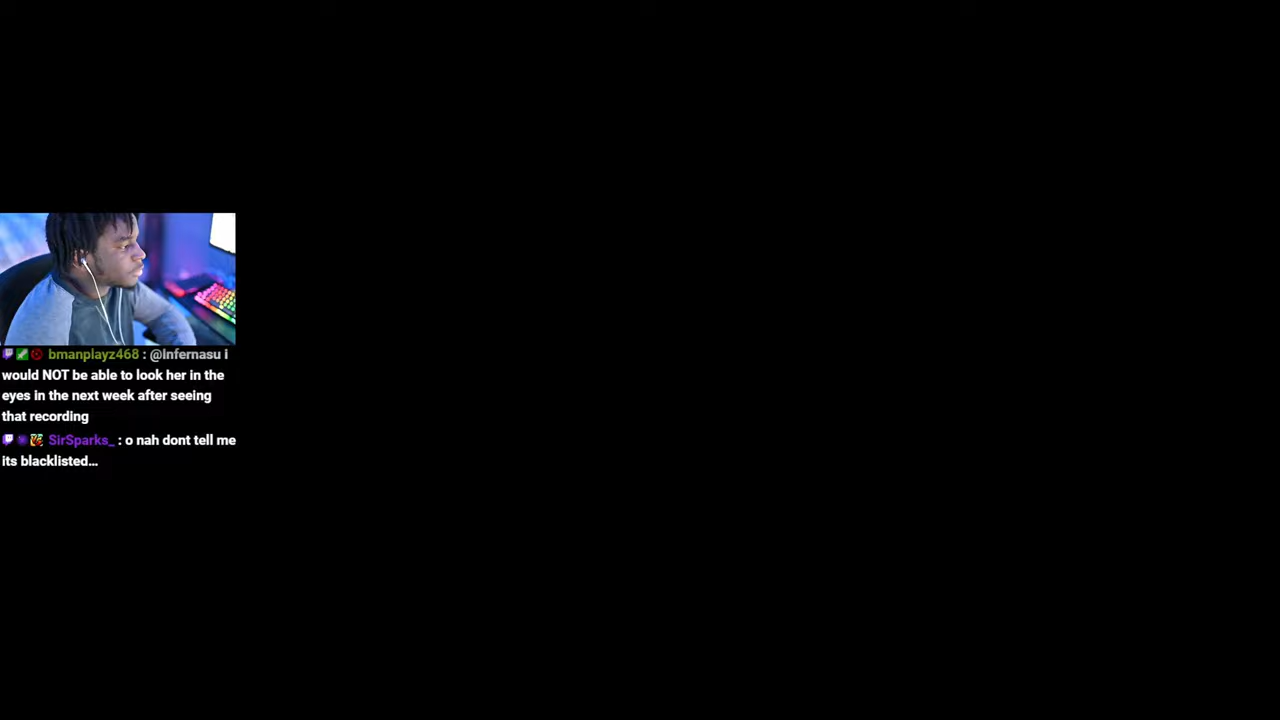 bmanplayz468 : @Infernasu i
would NOT be able to look her in the
eyes in the next week after seeing
that recording
SirSparks_ : o nah dont tell me
its blacklisted...